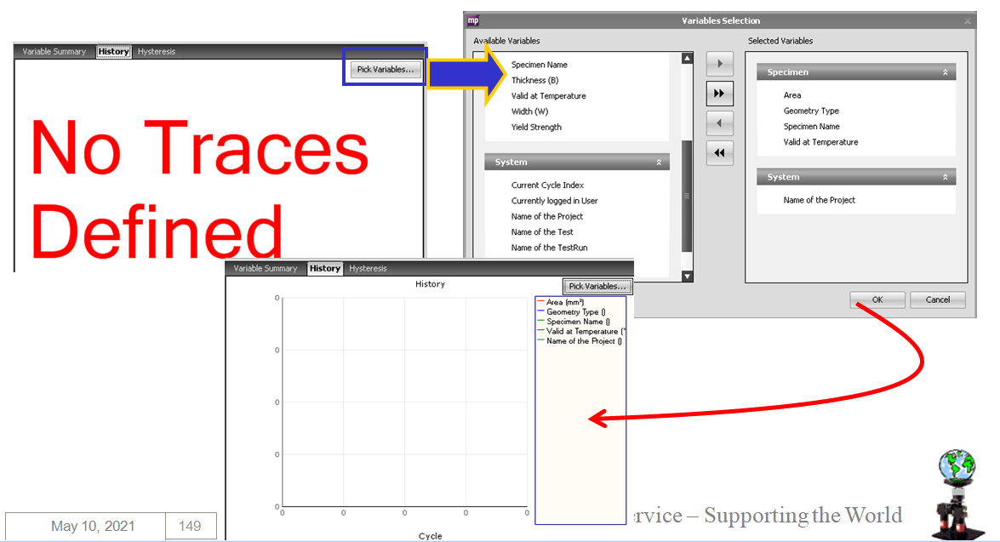 Variable Summary History Hysteresis
Pick Variables...
No Traces
Defined
mp Variables Selection
Available Variables
Specimen Name
Thickness (B)
Valid at Temperature
Width (W)
Yield Strength
System
Current Cycle Index
Currently logged in User
Name of the Project
Name of the Test
Name of the TestRun
Selected Variables
Specimen
Area
Geometry Type
Specimen Name
Valid at Temperature
System
Name of the Project
OK Cancel
Variable Summary History Hysteresis
History
Pick Variables...
Area (mm²)
Geometry Type ()
Specimen Name ()
Valid at Temperature (°
Name of the Project ()
0
0
0
0
0
0 0 0 0 0
Cycle
May 10, 2021 149
ervice – Supporting the World